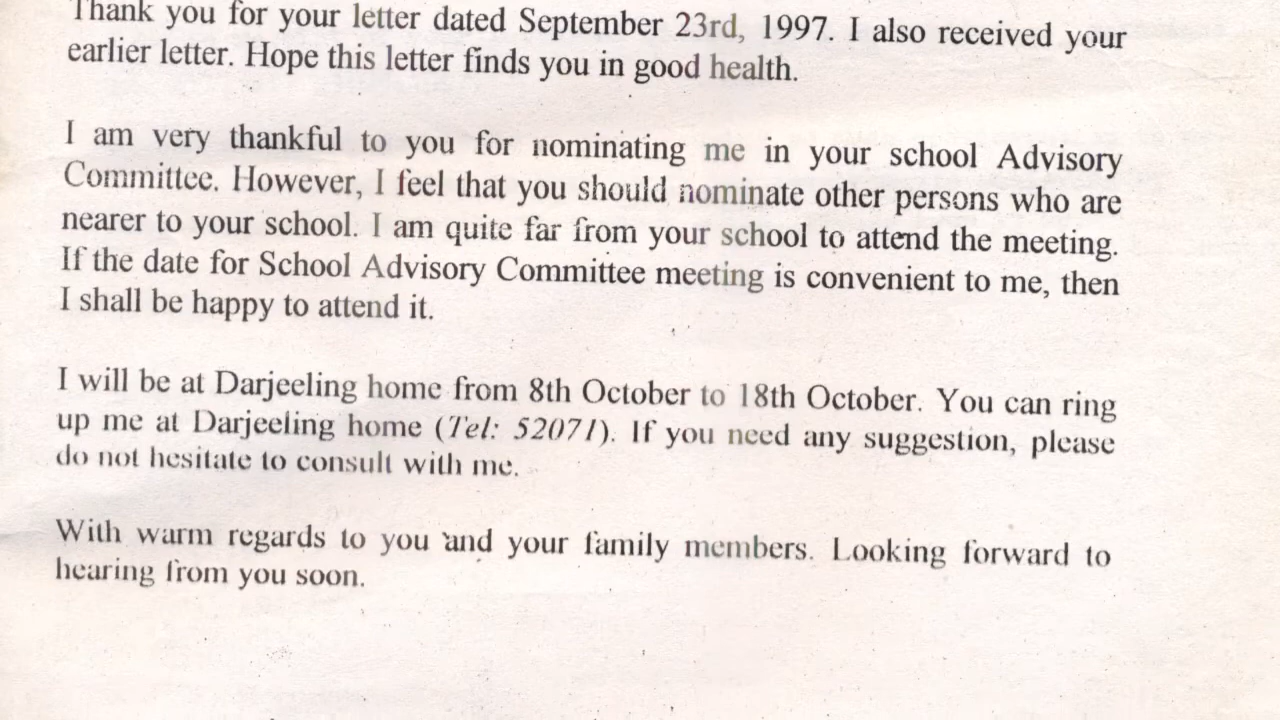 Thank you for your letter dated September 23rd, 1997. I also received your
earlier letter. Hope this letter finds you in good health.
I am very thankful to you for nominating me in your school Advisory
Committee. However, I feel that you should nominate other persons who are
nearer to your school. I am quite far from your school to attend the meeting.
If the date for School Advisory Committee meeting is convenient to me, then
I shall be happy to attend it.
I will be at Darjeeling home from 8th October to 18th October. You can ring
up me at Darjeeling home (Tel: 52071). If you need any suggestion, please
do not hesitate to consult with me.
With warm regards to you and your family members. Looking forward to
hearing from you soon.